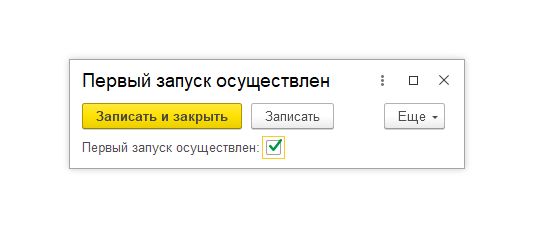 Первый запуск осуществлен
Записать и закрыть Записать Еще
Первый запуск осуществлен: